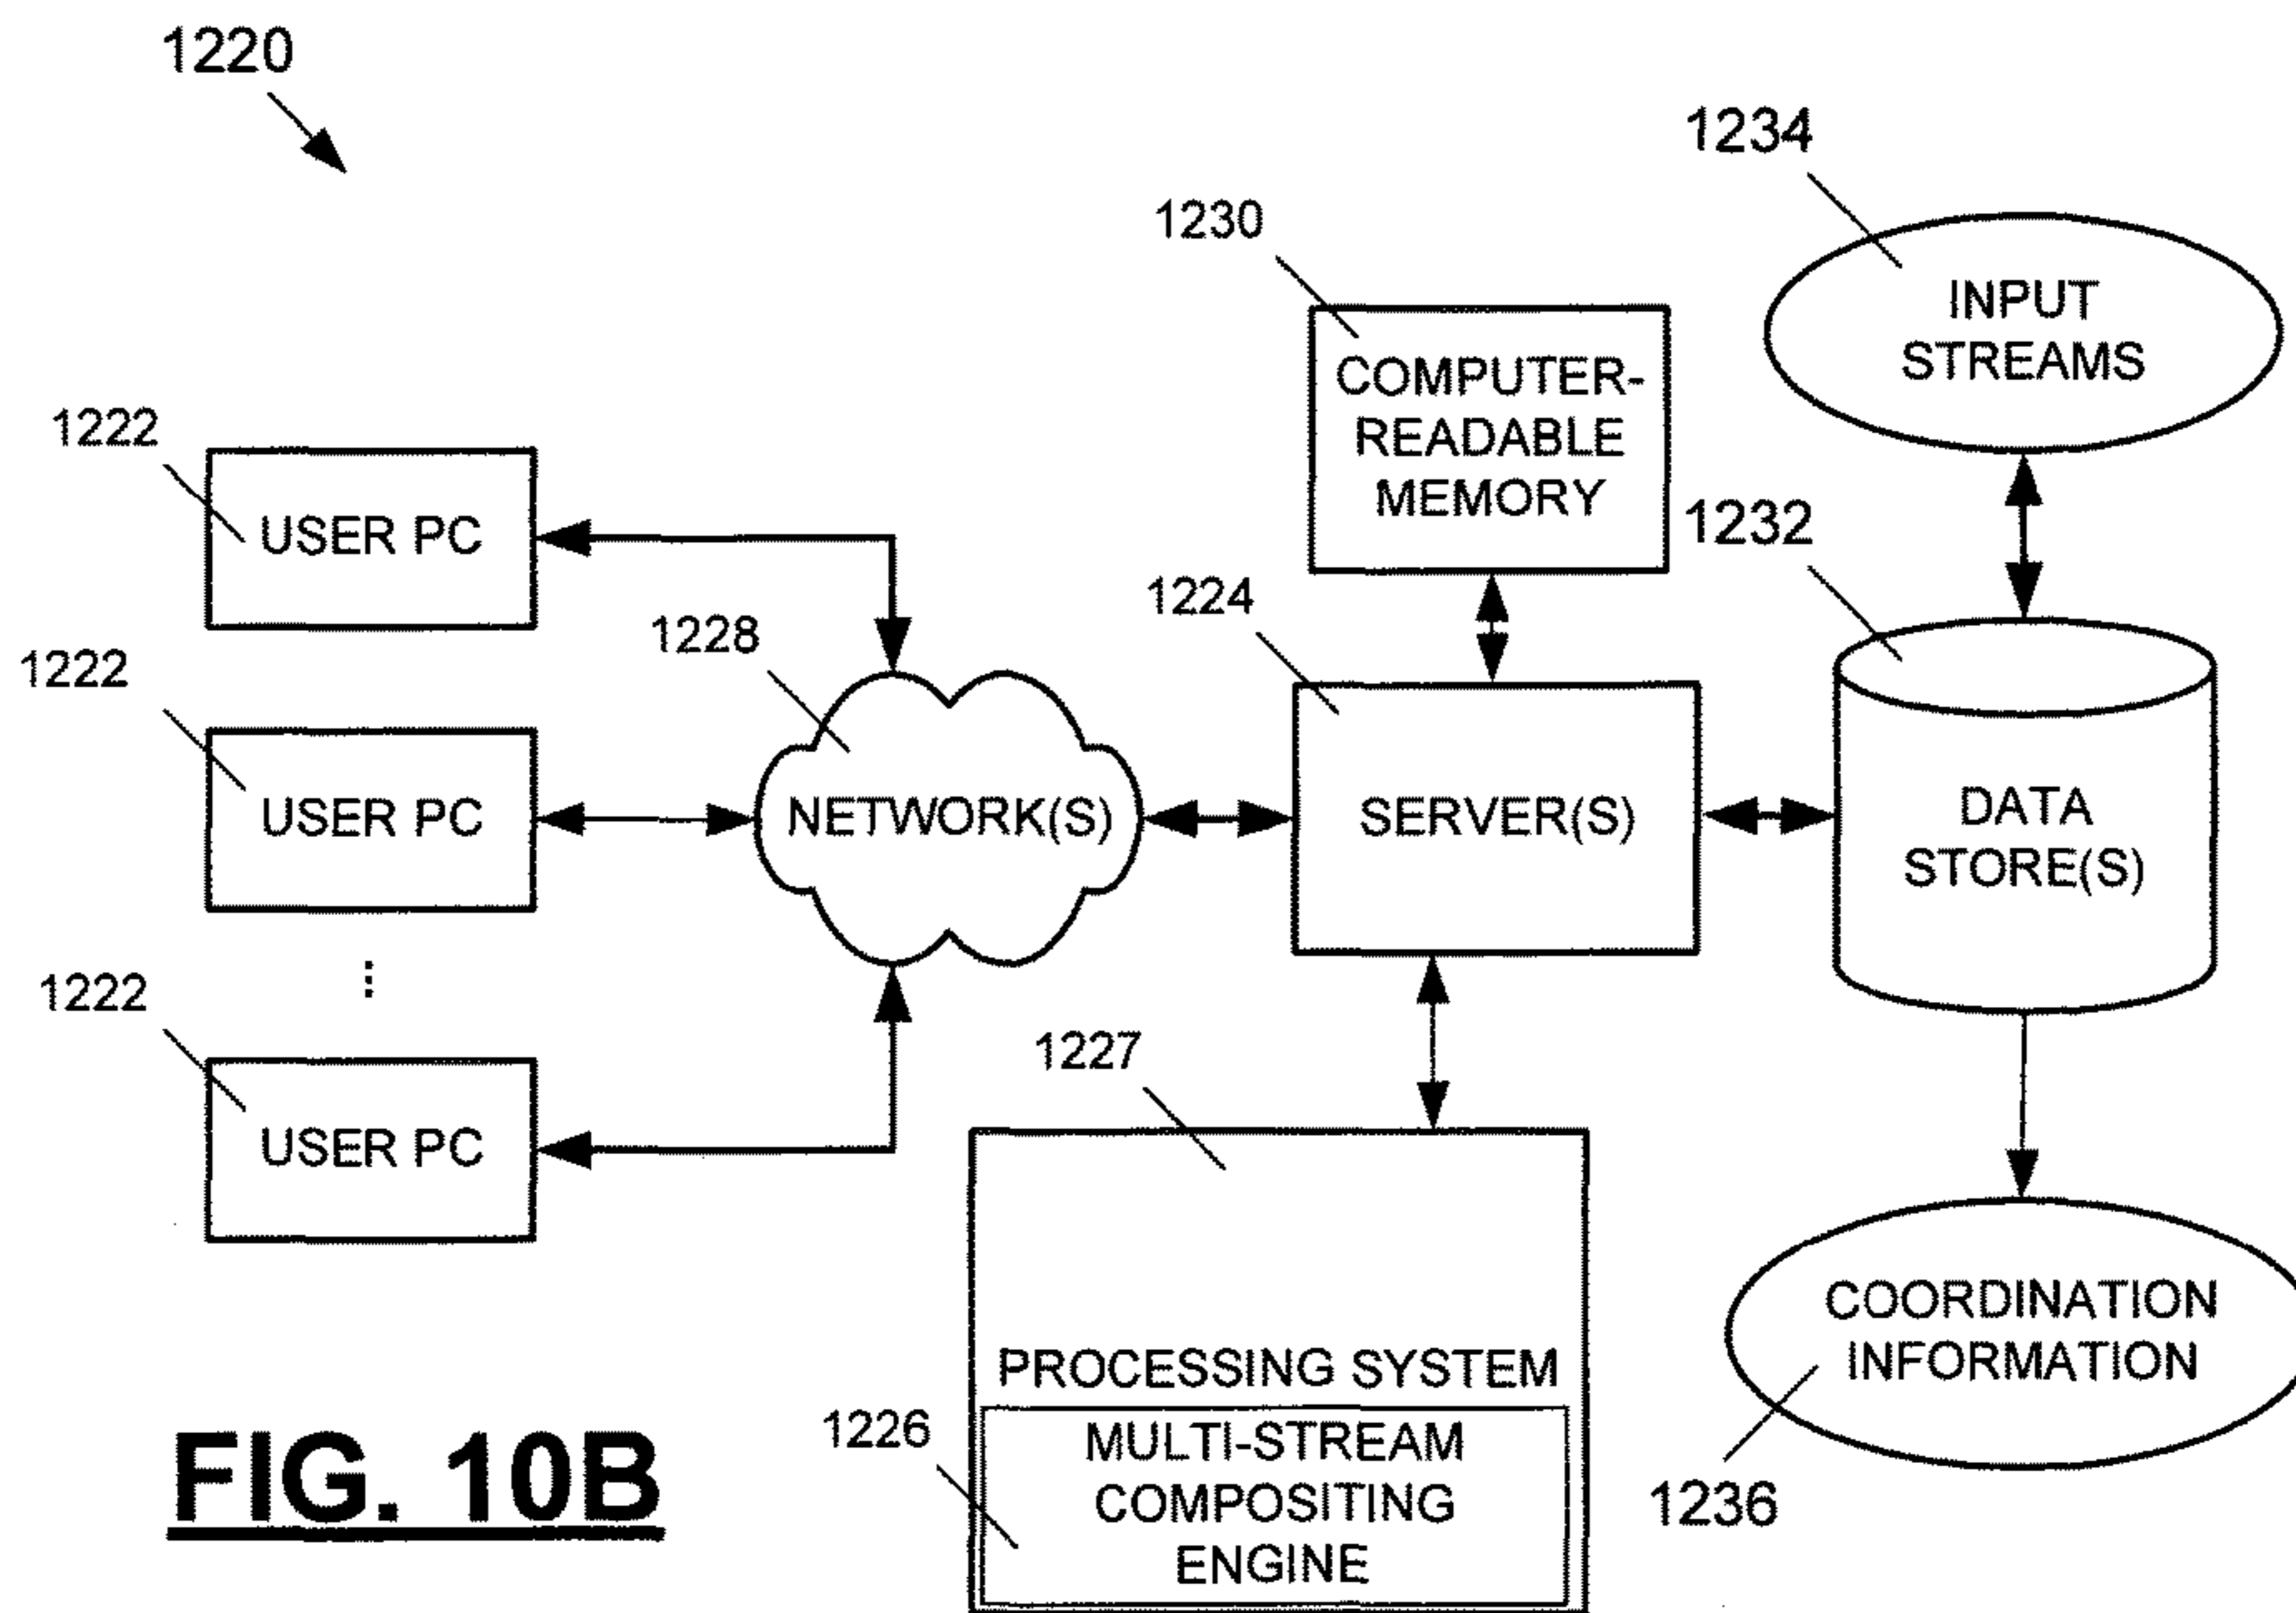 1220
1234
INPUT
STREAMS
1230
COMPUTER-
READABLE
MEMORY
1222
USER PC
1232
DATA
STORE(S)
1228
NETWORK(S)
1224
SERVER(S)
1222
USER PC
1222
USER PC
1227
PROCESSING SYSTEM
1226
MULTI-STREAM
COMPOSITING
ENGINE
COORDINATION
INFORMATION
1236
FIG. 10B